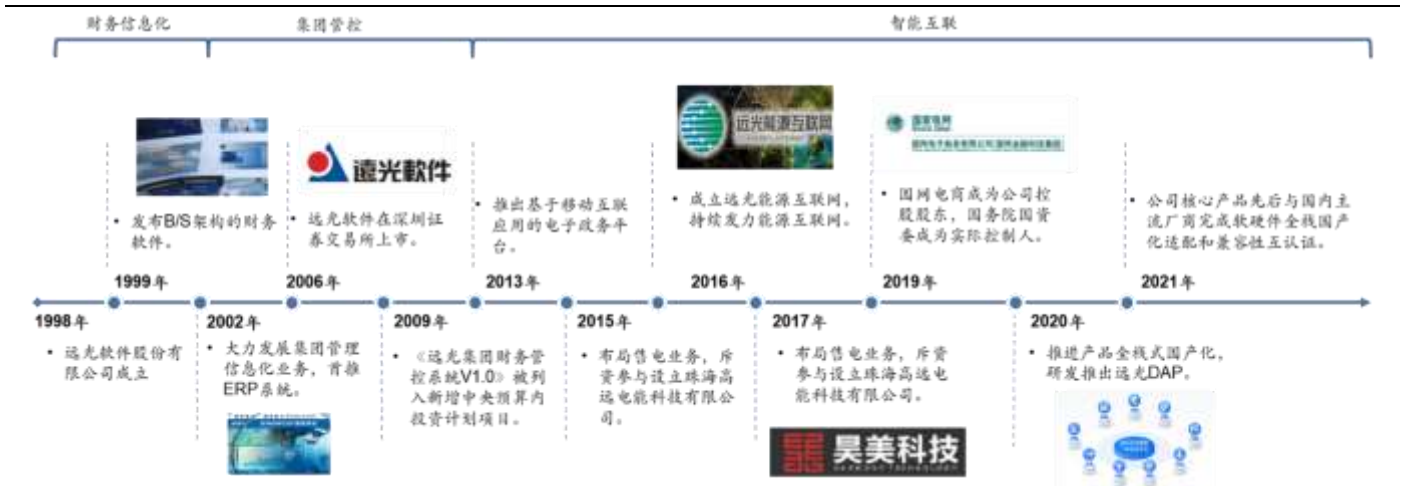 财务信息化
集团管控
智能互联
远光能源互联网
国家电网
遠光軟件
• 发布B/S架构的财务
软件。
• 远光软件在深圳证
券交易所上市。
• 推出基于移动互联
应用的电子政务平
台。
• 成立远光能源互联网，
持续发力能源互联网。
• 国网电商成为公司控
股股东，国务院国资
委成为实际控制人。
• 公司核心产品先后与国内主
流厂商完成软硬件全栈国产
化适配和兼容性互认证。
1999年
2006年
2013年
2016年
2019年
2021年
1998年
2002年
2009年
2015年
2017年
2020年
• 远光软件股份有
限公司成立
• 大力发展集团管理
信息化业务，首推
ERP系统。
• 《远光集团财务管
控系统V1.0》被列
入新增中央预算内
投资计划项目。
• 布局售电业务，斥
资参与设立珠海高
远电能科技有限公
司。
• 布局售电业务，斥资
参与设立珠海高远电
能科技有限公司。
• 推进产品全栈式国产化，
研发推出远光DAP。
昊美科技